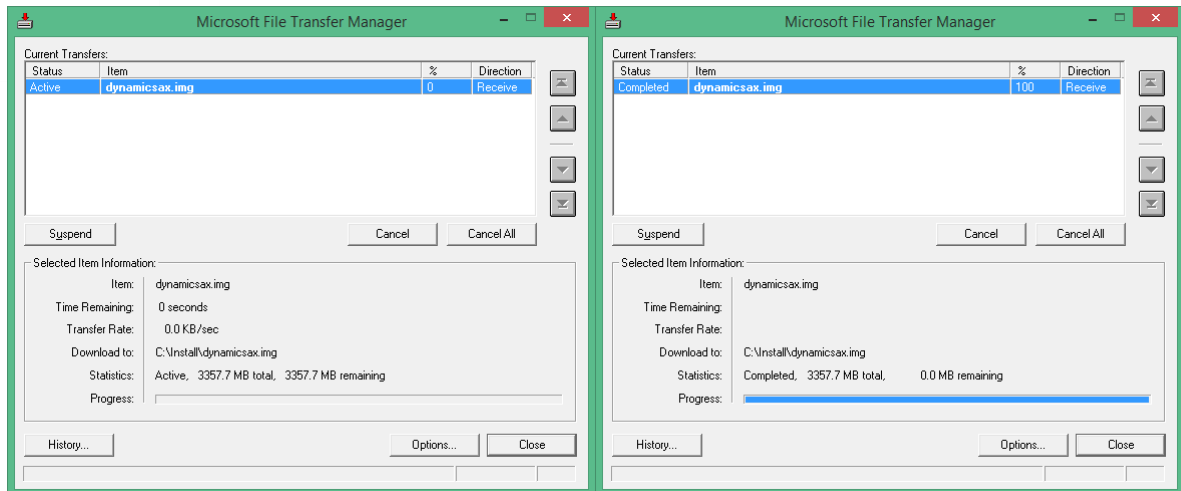 Microsoft File Transfer Manager
Current Transfers:
Status Item % Direction
Active dynamicsax.img 0 Receive
Suspend Cancel Cancel All
Selected Item Information:
Item: dynamicsax.img
Time Remaining: 0 seconds
Transfer Rate: 0.0 KB/sec
Download to: C:\Install\dynamicsax.img
Statistics: Active, 3357.7 MB total, 3357.7 MB remaining
Progress:
History... Options... Close
Microsoft File Transfer Manager
Current Transfers:
Status Item % Direction
Completed dynamicsax.img 100 Receive
Suspend Cancel Cancel All
Selected Item Information:
Item: dynamicsax.img
Time Remaining:
Transfer Rate:
Download to: C:\Install\dynamicsax.img
Statistics: Completed, 3357.7 MB total, 0.0 MB remaining
Progress:
History... Options... Close